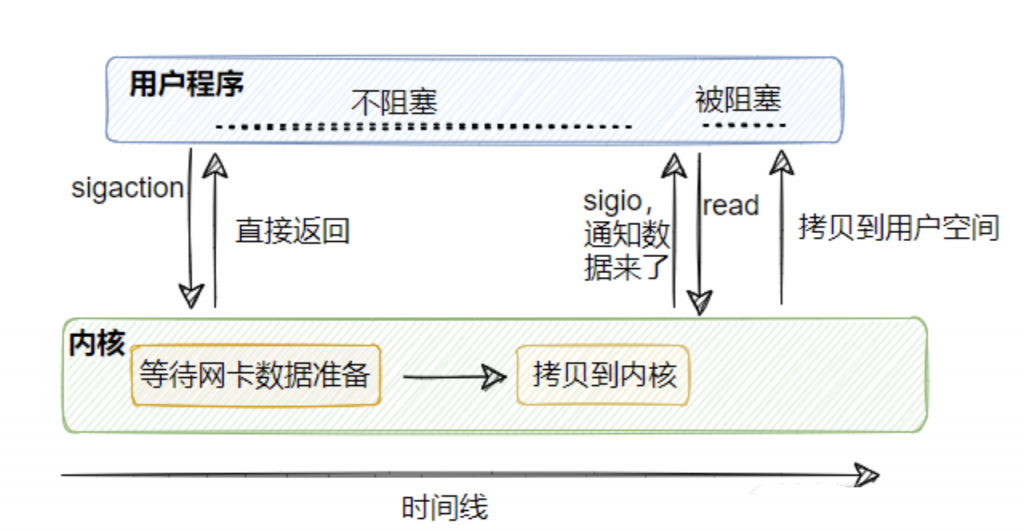 用户程序
不阻塞
被阻塞
sigaction
直接返回
sigio，
通知数
据来了
read
拷贝到用户空间
内核
等待网卡数据准备
拷贝到内核
时间线